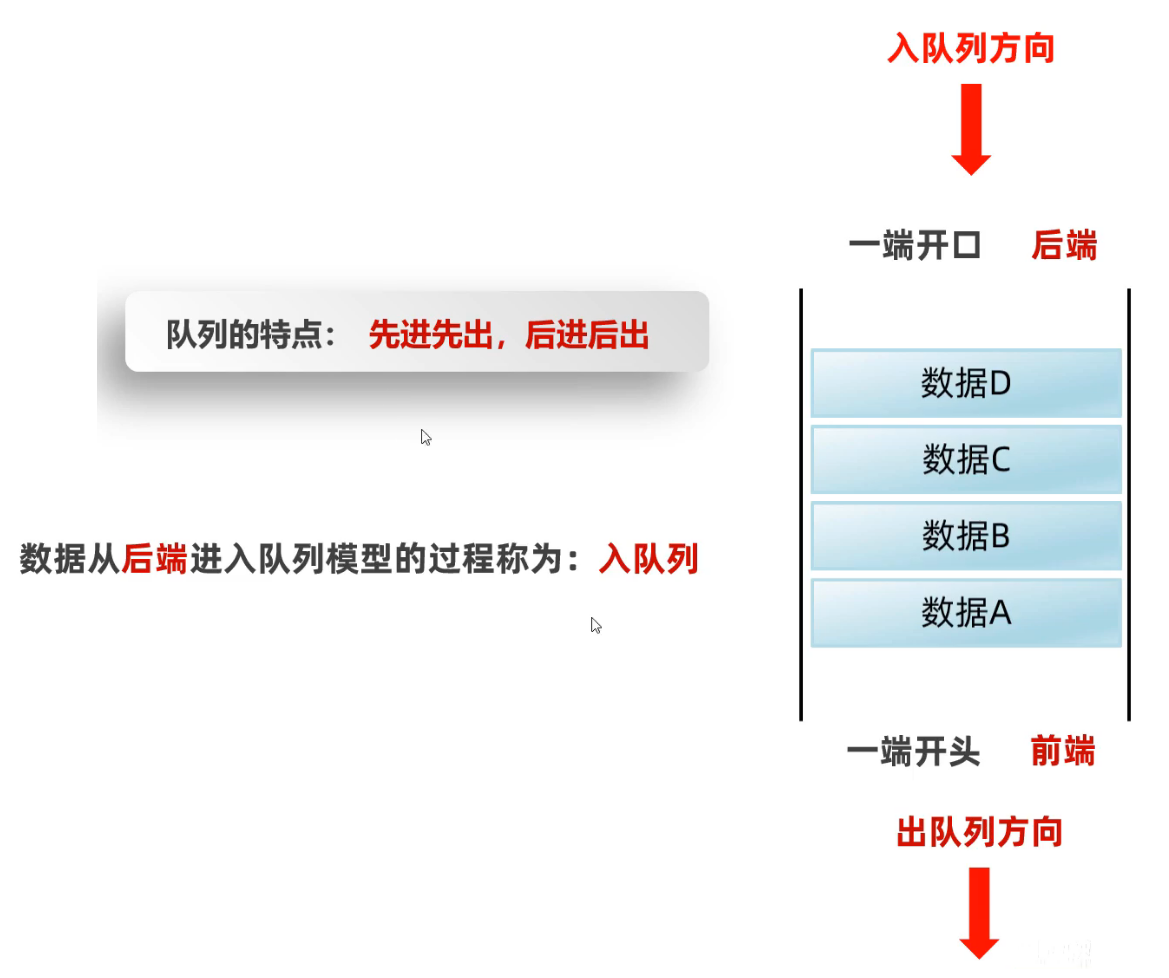 入队列方向
一端开口 后端
队列的特点： 先进先出，后进后出
数据D
数据C
数据B
数据从后端进入队列模型的过程称为：入队列
数据A
一端开头 前端
出队列方向